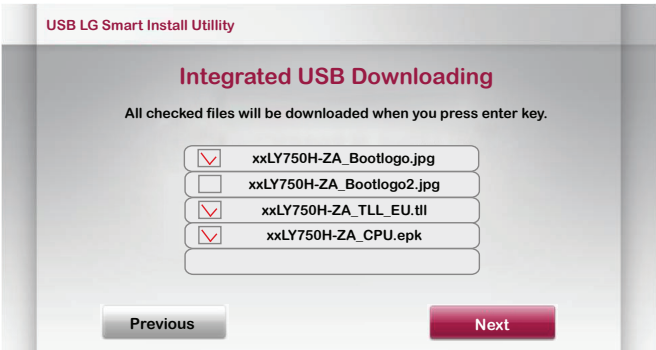 USB LG Smart Install Utillity
Integrated USB Downloading
All checked files will be downloaded when you press enter key.
xxLY750H-ZA_Bootlogo.jpg
xxLY750H-ZA_Bootlogo2.jpg
xxLY750H-ZA_TLL_EU.tll
xxLY750H-ZA_CPU.epk
Previous
Next